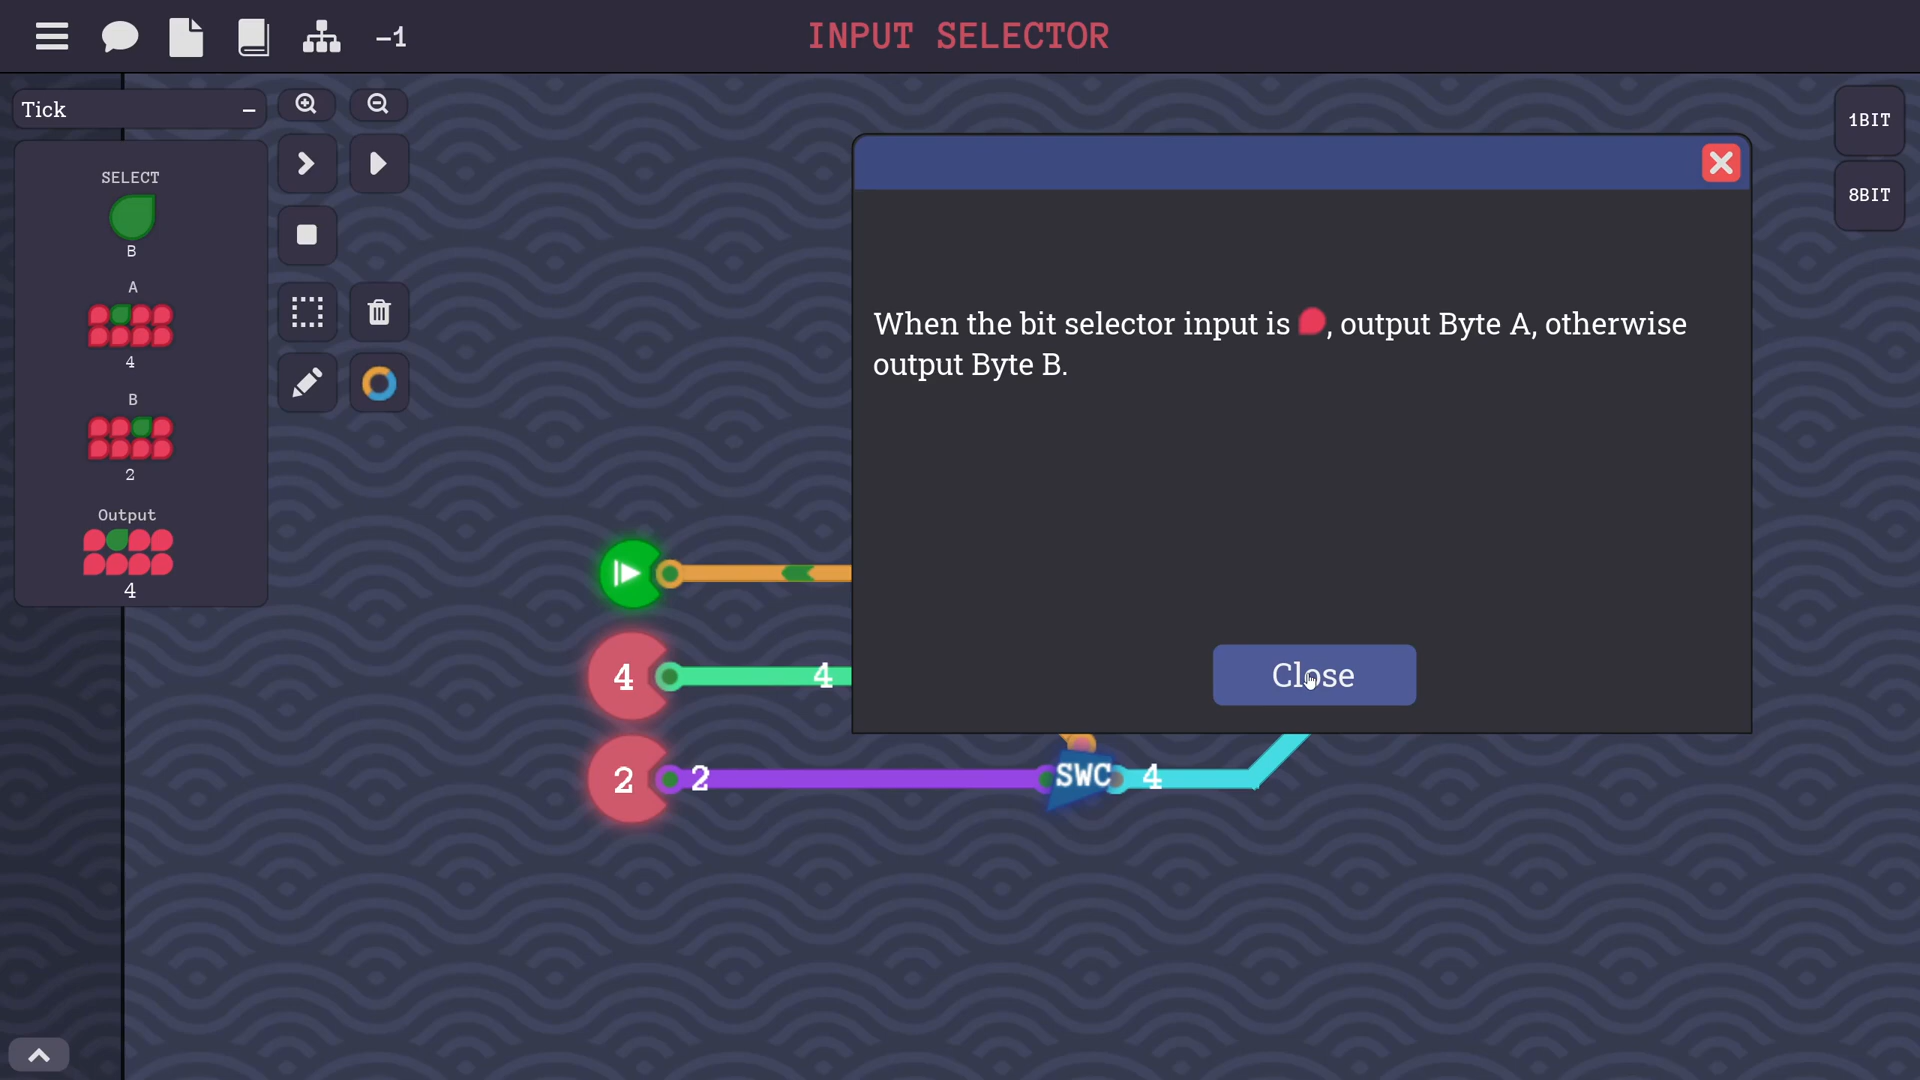 −1
INPUT SELECTOR
Tick
SELECT
B
A
4
B
2
Output
4
1BIT
8BIT
When the bit selector input is , output Byte A, otherwise
output Byte B.
Close
4
4
2
2
SWC
4